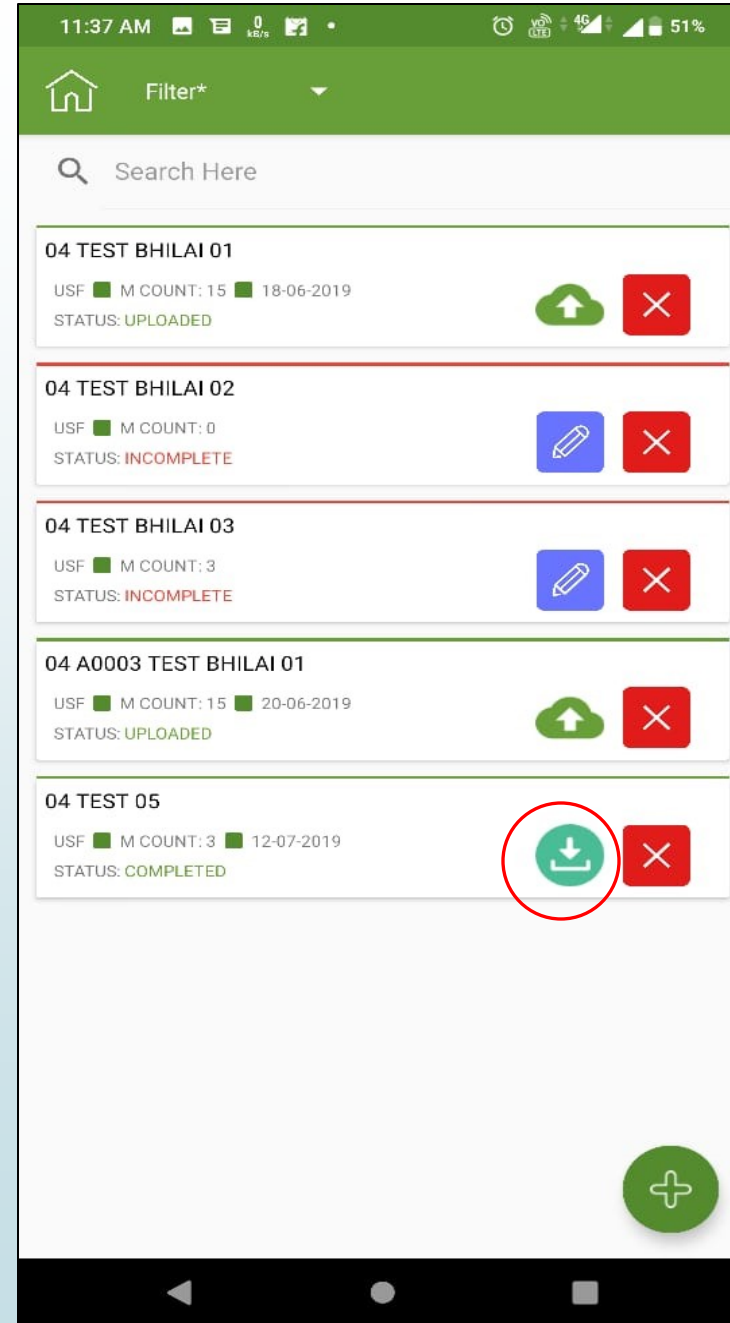 11:37 AM 0 kB/s VO LTE 4G 51%
Filter*
Search Here
04 TEST BHILAI 01
USF M COUNT: 15 18-06-2019
STATUS: UPLOADED
04 TEST BHILAI 02
USF M COUNT: 0
STATUS: INCOMPLETE
04 TEST BHILAI 03
USF M COUNT: 3
STATUS: INCOMPLETE
04 A0003 TEST BHILAI 01
USF M COUNT: 15 20-06-2019
STATUS: UPLOADED
04 TEST 05
USF M COUNT: 3 12-07-2019
STATUS: COMPLETED